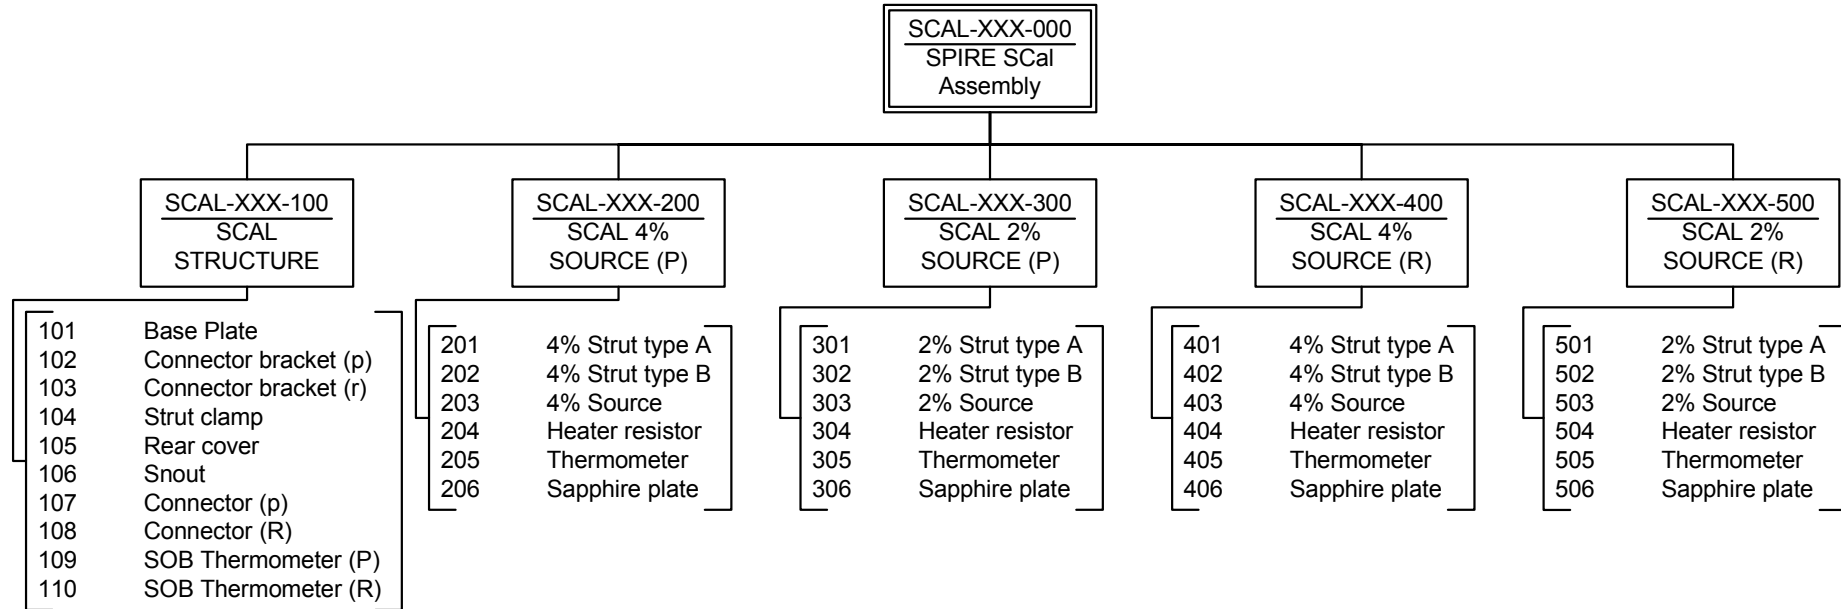 SCAL-XXX-000
SPIRE SCal
Assembly
SCAL-XXX-100
SCAL
STRUCTURE
SCAL-XXX-200
SCAL 4%
SOURCE (P)
SCAL-XXX-300
SCAL 2%
SOURCE (P)
SCAL-XXX-400
SCAL 4%
SOURCE (R)
SCAL-XXX-500
SCAL 2%
SOURCE (R)
101 Base Plate
102 Connector bracket (p)
103 Connector bracket (r)
104 Strut clamp
105 Rear cover
106 Snout
107 Connector (p)
108 Connector (R)
109 SOB Thermometer (P)
110 SOB Thermometer (R)
201 4% Strut type A
202 4% Strut type B
203 4% Source
204 Heater resistor
205 Thermometer
206 Sapphire plate
301 2% Strut type A
302 2% Strut type B
303 2% Source
304 Heater resistor
305 Thermometer
306 Sapphire plate
401 4% Strut type A
402 4% Strut type B
403 4% Source
404 Heater resistor
405 Thermometer
406 Sapphire plate
501 2% Strut type A
502 2% Strut type B
503 2% Source
504 Heater resistor
505 Thermometer
506 Sapphire plate